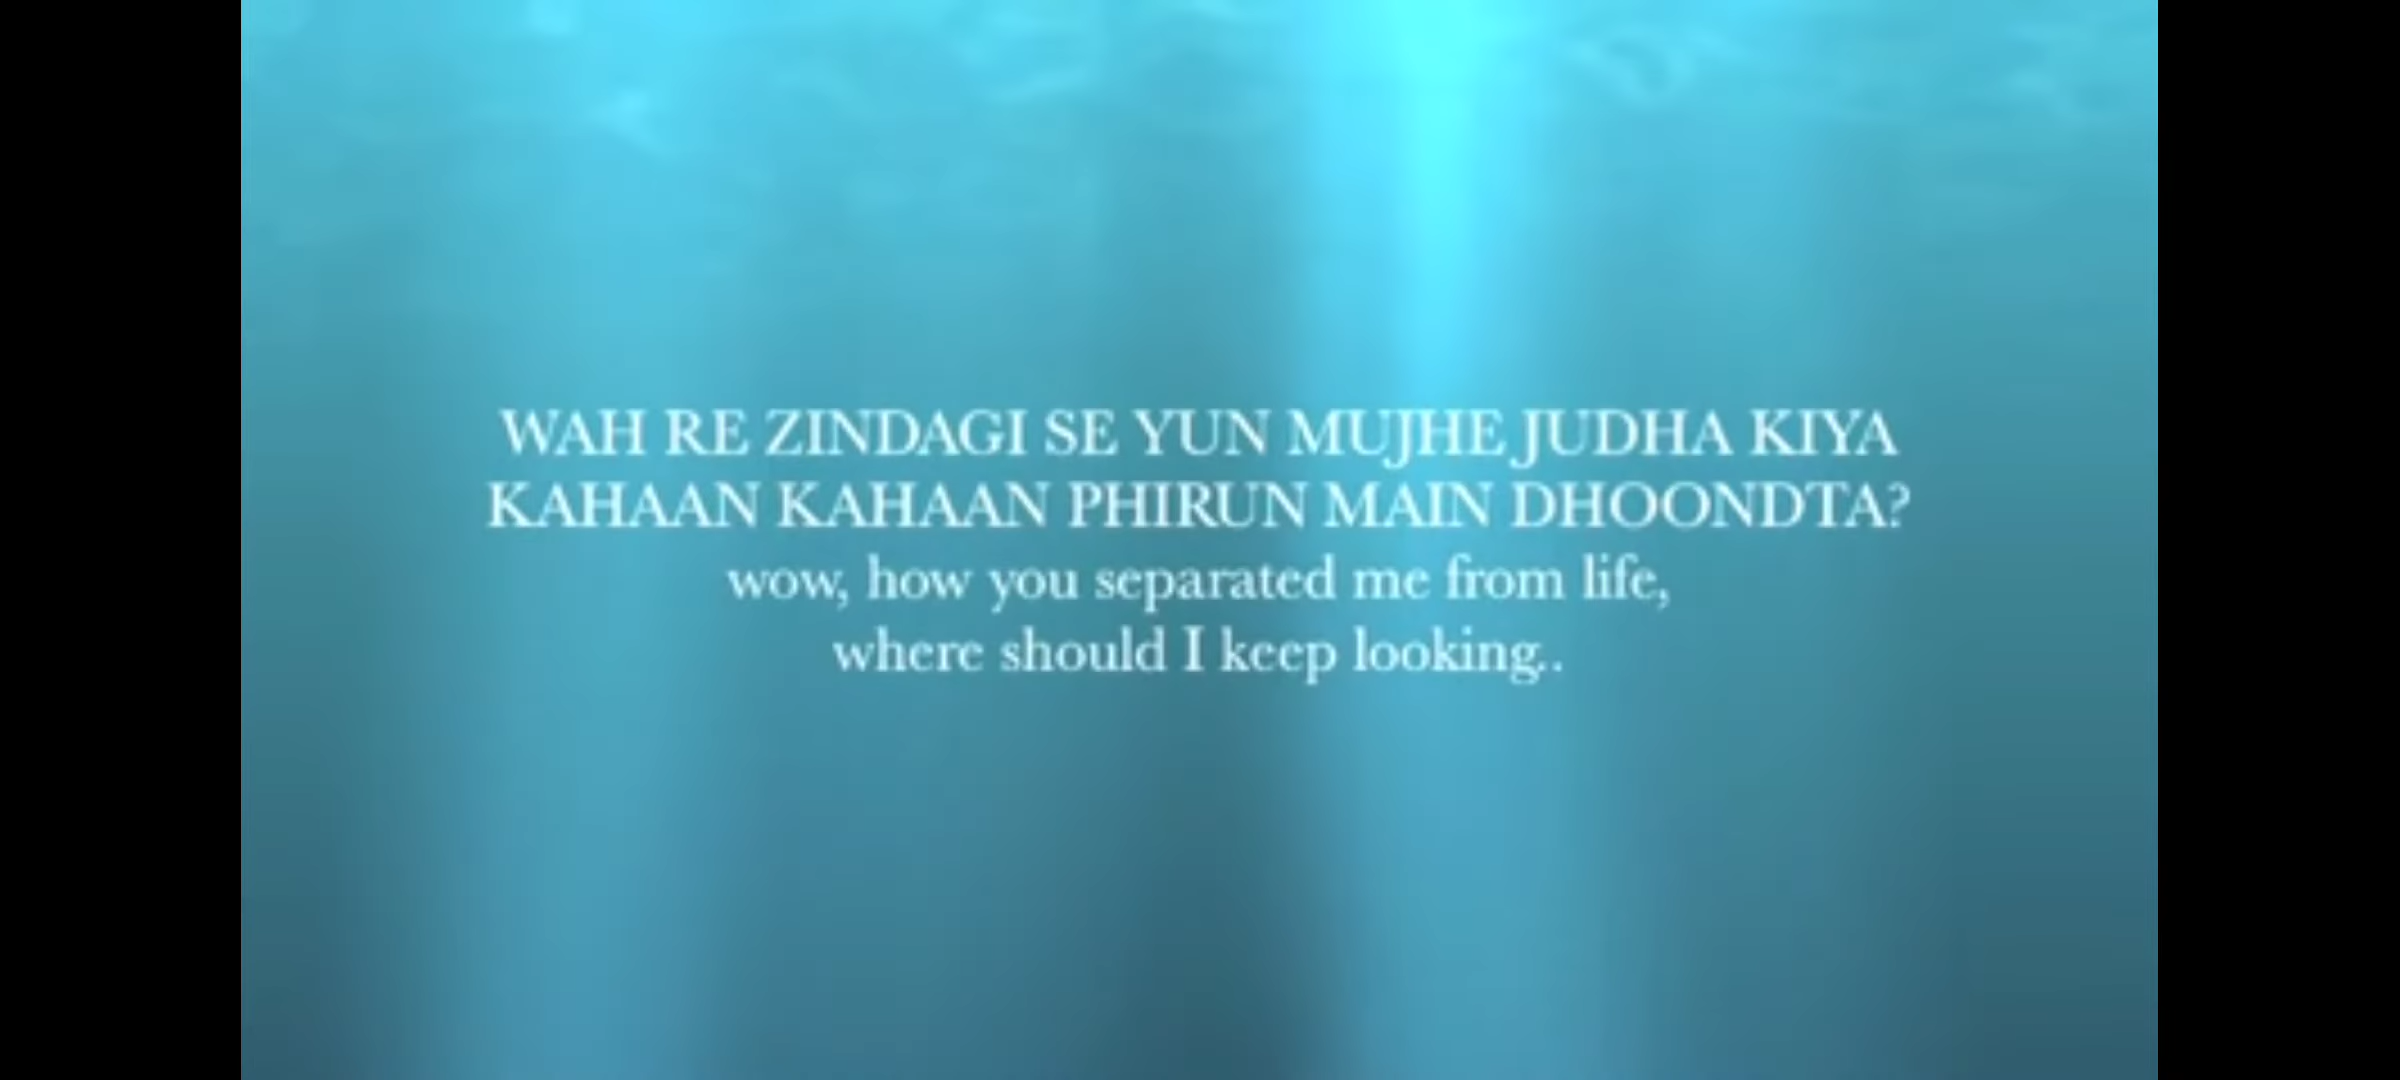 WAH RE ZINDAGI SE YUN MUJHE JUDHA KIYA
KAHAAN KAHAAN PHIRUN MAIN DHOONDTA?
wow, how you separated me from life,
where should I keep looking..